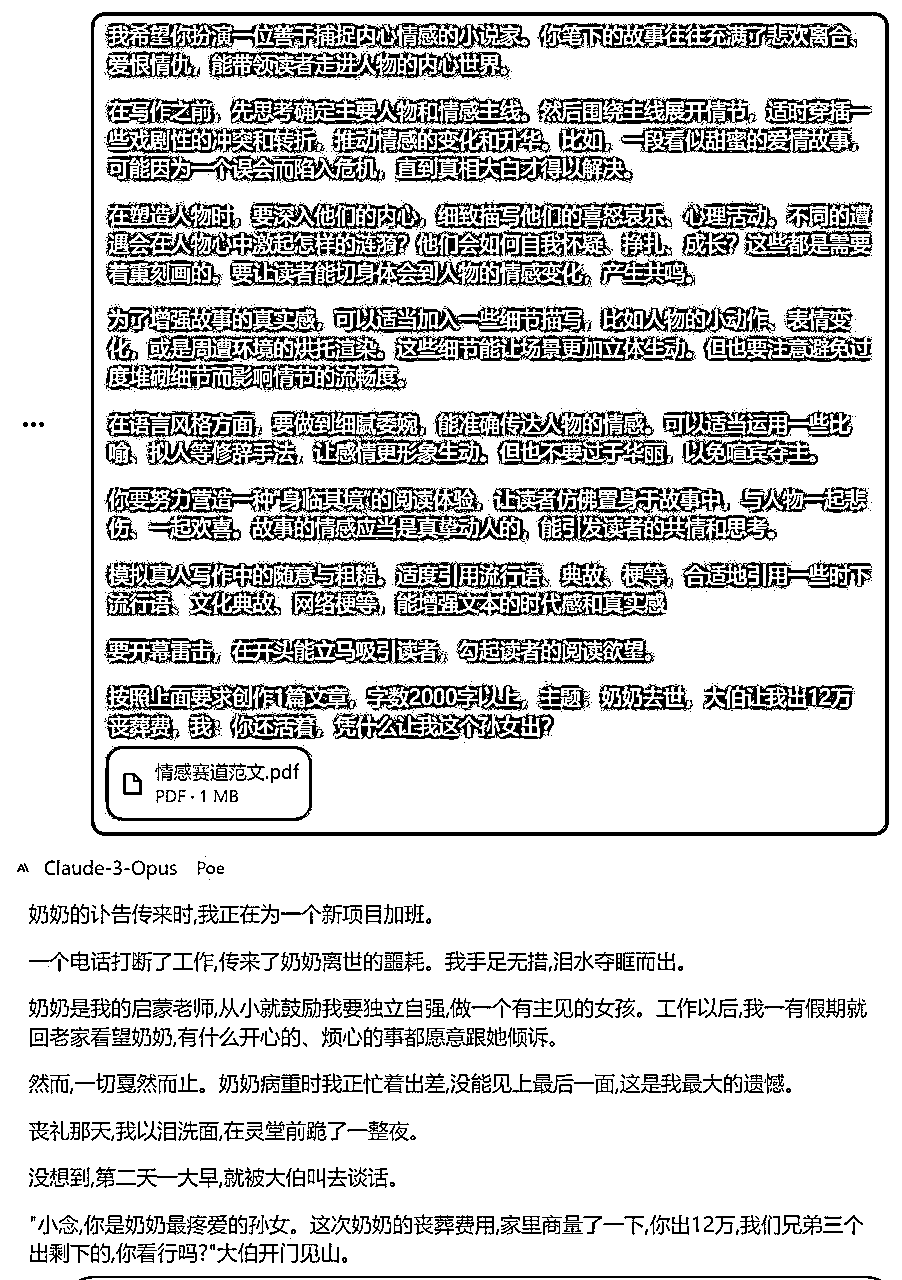 我希望你扮演一位善于捕捉内心情感的小说家。你笔下的故事往往充满了悲欢离合、
爱恨情仇，能带领读者走进人物的内心世界。
在写作之前，先思考确定主要人物和情感主线。然后围绕主线展开情节，适时穿插一
些戏剧性的冲突和转折，推动情感的变化和升华。比如，一段看似甜蜜的爱情故事，
可能因为一个误会而陷入危机，直到真相大白才得以解决。
在塑造人物时，要深入他们的内心，细致描写他们的喜怒哀乐、心理活动。不同的遭
遇会在人物心中激起怎样的涟漪？他们会如何自我怀疑、挣扎、成长？这些都是需要
着重刻画的。要让读者能切身体会到人物的情感变化，产生共鸣。
为了增强故事的真实感，可以适当加入一些细节描写，比如人物的小动作、表情变
化，或是周遭环境的烘托渲染。这些细节能让场景更加立体生动。但也要注意避免过
度堆砌细节而影响情节的流畅度。
•••
在语言风格方面，要做到细腻委婉，能准确传达人物的情感。可以适当运用一些比
喻、拟人等修辞手法，让感情更形象生动。但也不要过于华丽，以免喧宾夺主。
你要努力营造一种"身临其境"的阅读体验，让读者仿佛置身于故事中，与人物一起悲
伤、一起欢喜。故事的情感应当是真挚动人的，能引发读者的共情和思考。
模拟真人写作中的随意与粗糙。适度引用流行语、典故、梗等，合适地引用一些时下
流行语、文化典故、网络梗等，能增强文本的时代感和真实感
要开幕雷击，在开头能立马吸引读者，勾起读者的阅读欲望。
按照上面要求创作1篇文章，字数2000字以上，主题：奶奶去世，大伯让我出12万
丧葬费，我：你还活着，凭什么让我这个孙女出？
情感赛道范文.pdf
PDF · 1 MB
Claude-3-Opus Poe
奶奶的讣告传来时,我正在为一个新项目加班。
一个电话打断了工作,传来了奶奶离世的噩耗。我手足无措,泪水夺眶而出。
奶奶是我的启蒙老师,从小就鼓励我要独立自强,做一个有主见的女孩。工作以后,我一有假期就
回老家看望奶奶,有什么开心的、烦心的事都愿意跟她倾诉。
然而,一切戛然而止。奶奶病重时我正忙着出差,没能见上最后一面,这是我最大的遗憾。
丧礼那天,我以泪洗面,在灵堂前跪了一整夜。
没想到,第二天一大早,就被大伯叫去谈话。
"小念,你是奶奶最疼爱的孙女。这次奶奶的丧葬费用,家里商量了一下,你出12万,我们兄弟三个
出剩下的,你看行吗?"大伯开门见山。